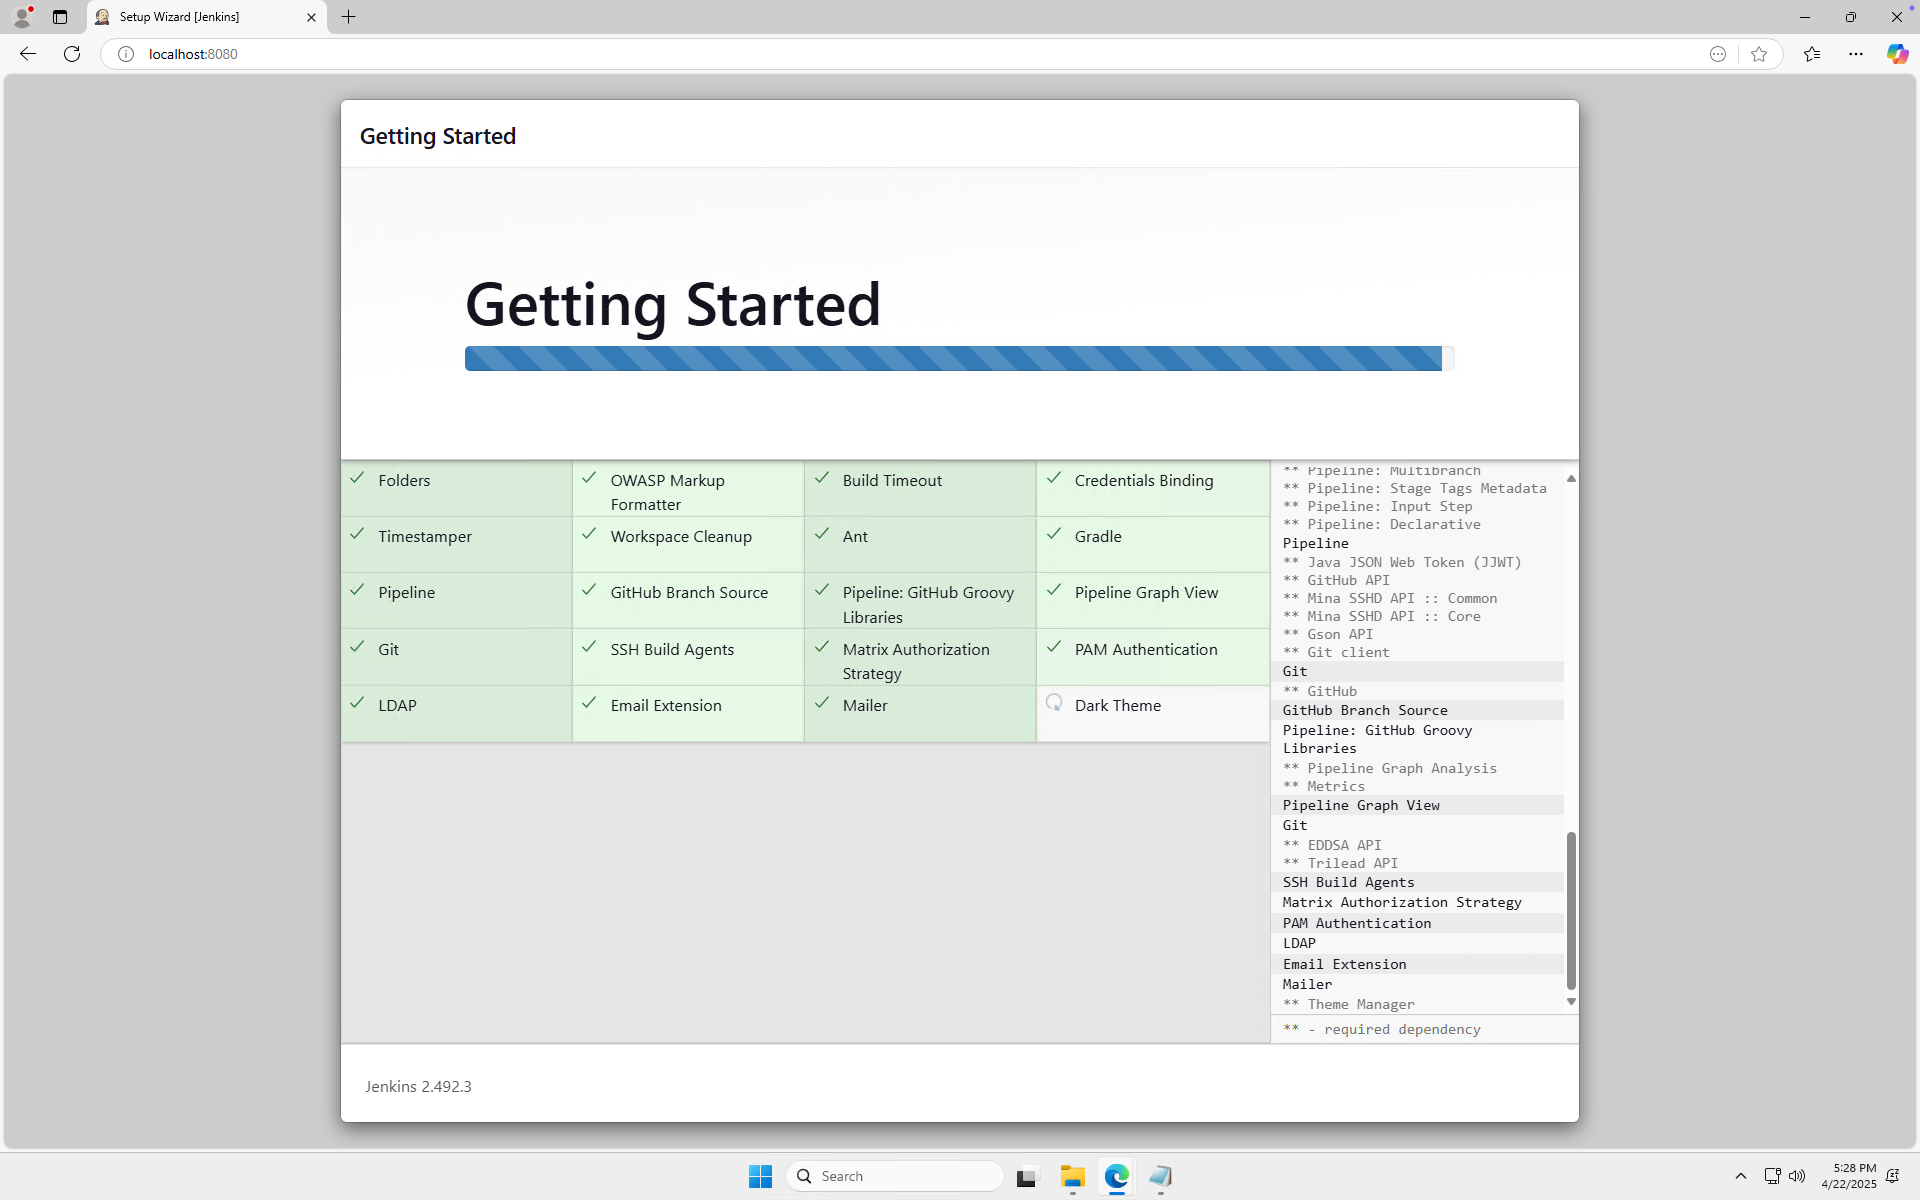 Setup Wizard [Jenkins]
localhost:8080
Getting Started
Getting Started
Folders
OWASP Markup
Formatter
Build Timeout
Credentials Binding
Timestamper
Workspace Cleanup
Ant
Gradle
Pipeline
GitHub Branch Source
Pipeline: GitHub Groovy
Libraries
Pipeline Graph View
Git
SSH Build Agents
Matrix Authorization
Strategy
PAM Authentication
LDAP
Email Extension
Mailer
Dark Theme
** Pipeline: Multibranch
** Pipeline: Stage Tags Metadata
** Pipeline: Input Step
** Pipeline: Declarative
Pipeline
** Java JSON Web Token (JJWT)
** GitHub API
** Mina SSHD API :: Common
** Mina SSHD API :: Core
** Gson API
** Git client
Git
** GitHub
GitHub Branch Source
Pipeline: GitHub Groovy
Libraries
** Pipeline Graph Analysis
** Metrics
Pipeline Graph View
Git
** EDDSA API
** Trilead API
SSH Build Agents
Matrix Authorization Strategy
PAM Authentication
LDAP
Email Extension
Mailer
** Theme Manager
** - required dependency
Jenkins 2.492.3
Search
5:28 PM
4/22/2025